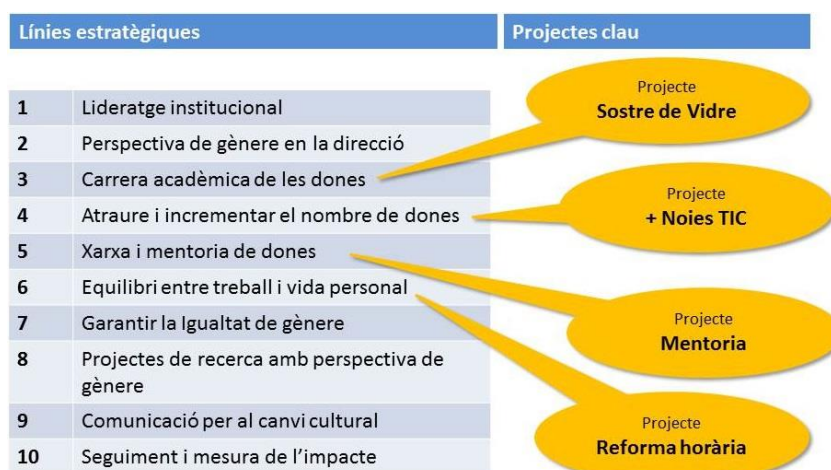 Línies estratègiques
Projectes clau
1 Lideratge institucional
2 Perspectiva de gènere en la direcció
3 Carrera acadèmica de les dones
4 Atraure i incrementar el nombre de dones
5 Xarxa i mentoria de dones
6 Equilibri entre treball i vida personal
7 Garantir la Igualtat de gènere
8 Projectes de recerca amb perspectiva de
gènere
9 Comunicació per al canvi cultural
10 Seguiment i mesura de l'impacte
Projecte
Sostre de Vidre
Projecte
+ Noies TIC
Projecte
Mentoria
Projecte
Reforma horària